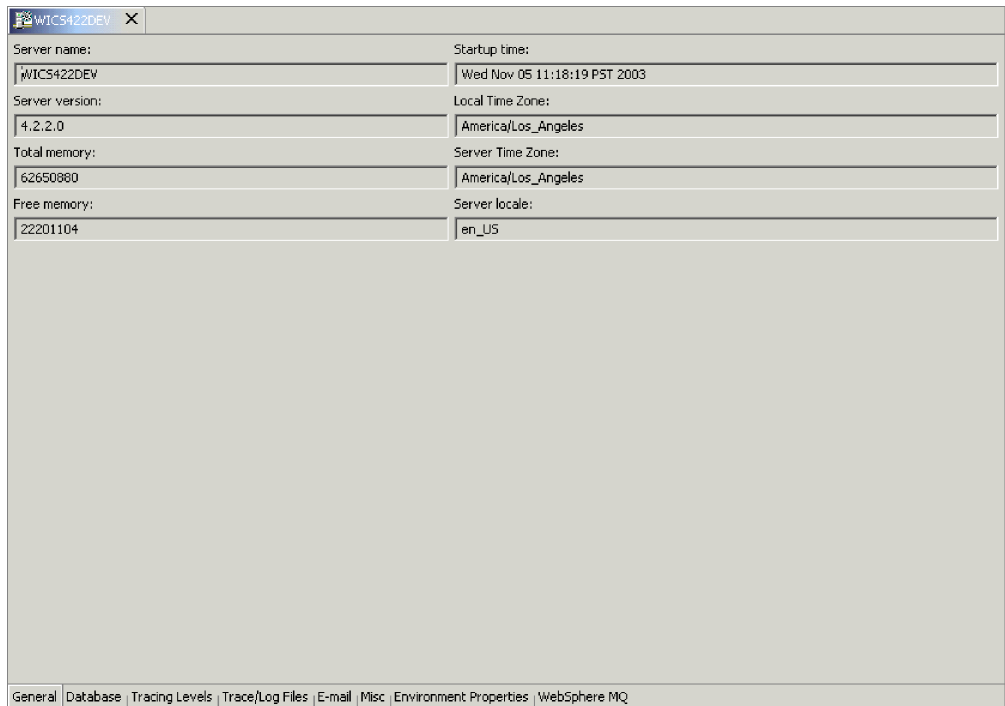 WICS422DEV
Server name:
WICS422DEV
Startup time:
Wed Nov 05 11:18:19 PST 2003
Server version:
4.2.2.0
Local Time Zone:
America/Los_Angeles
Total memory:
62650880
Server Time Zone:
America/Los_Angeles
Free memory:
22201104
Server locale:
en_US
General Database Tracing Levels Trace/Log Files E-mail Misc Environment Properties WebSphere MQ